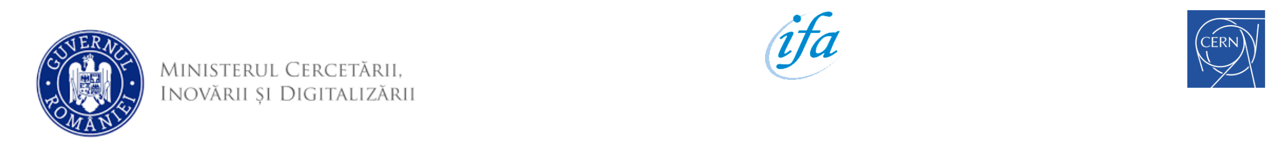 GUVERNUL ROMÂNIEI
MINISTERUL CERCETĂRII,
INOVĂRII ȘI DIGITALIZĂRII
ifa
CERN